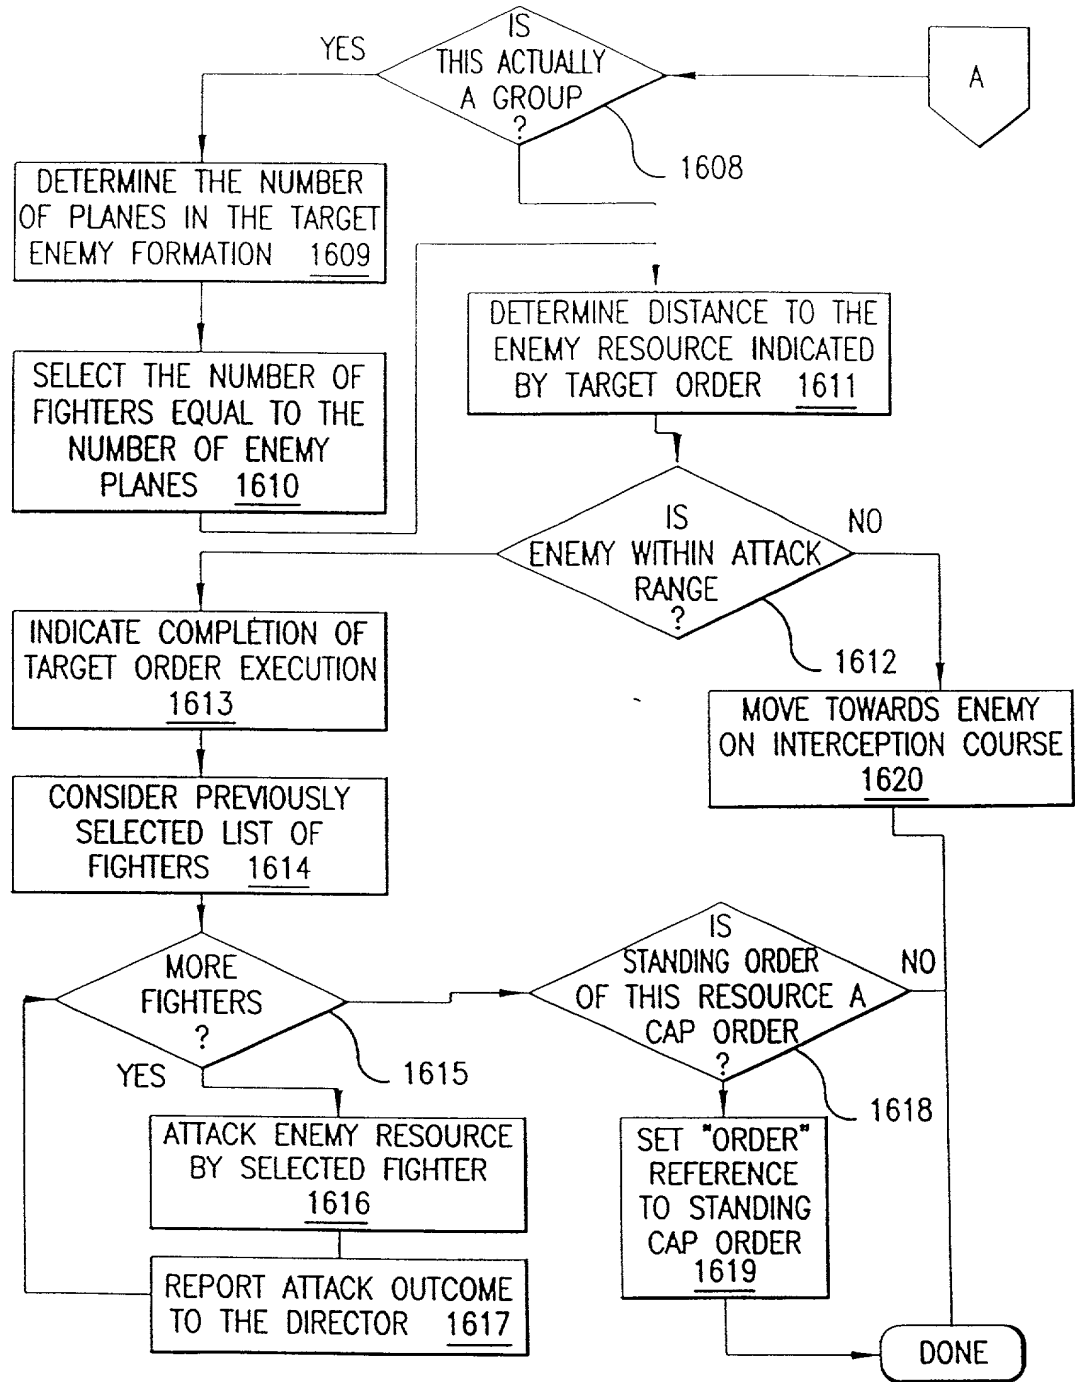 IS
THIS ACTUALLY
A GROUP
?
YES
A
1608
DETERMINE THE NUMBER
OF PLANES IN THE TARGET
ENEMY FORMATION 1609
SELECT THE NUMBER OF
FIGHTERS EQUAL TO THE
NUMBER OF ENEMY
PLANES 1610
DETERMINE DISTANCE TO THE
ENEMY RESOURCE INDICATED
BY TARGET ORDER 1611
IS
ENEMY WITHIN ATTACK
RANGE
?
NO
1612
INDICATE COMPLETION OF
TARGET ORDER EXECUTION
1613
MOVE TOWARDS ENEMY
ON INTERCEPTION COURSE
1620
CONSIDER PREVIOUSLY
SELECTED LIST OF
FIGHTERS 1614
MORE
FIGHTERS
?
YES
1615
IS
STANDING ORDER
OF THIS RESOURCE A
CAP ORDER
?
NO
1618
ATTACK ENEMY RESOURCE
BY SELECTED FIGHTER
1616
REPORT ATTACK OUTCOME
TO THE DIRECTOR 1617
SET "ORDER"
REFERENCE
TO STANDING
CAP ORDER
1619
DONE